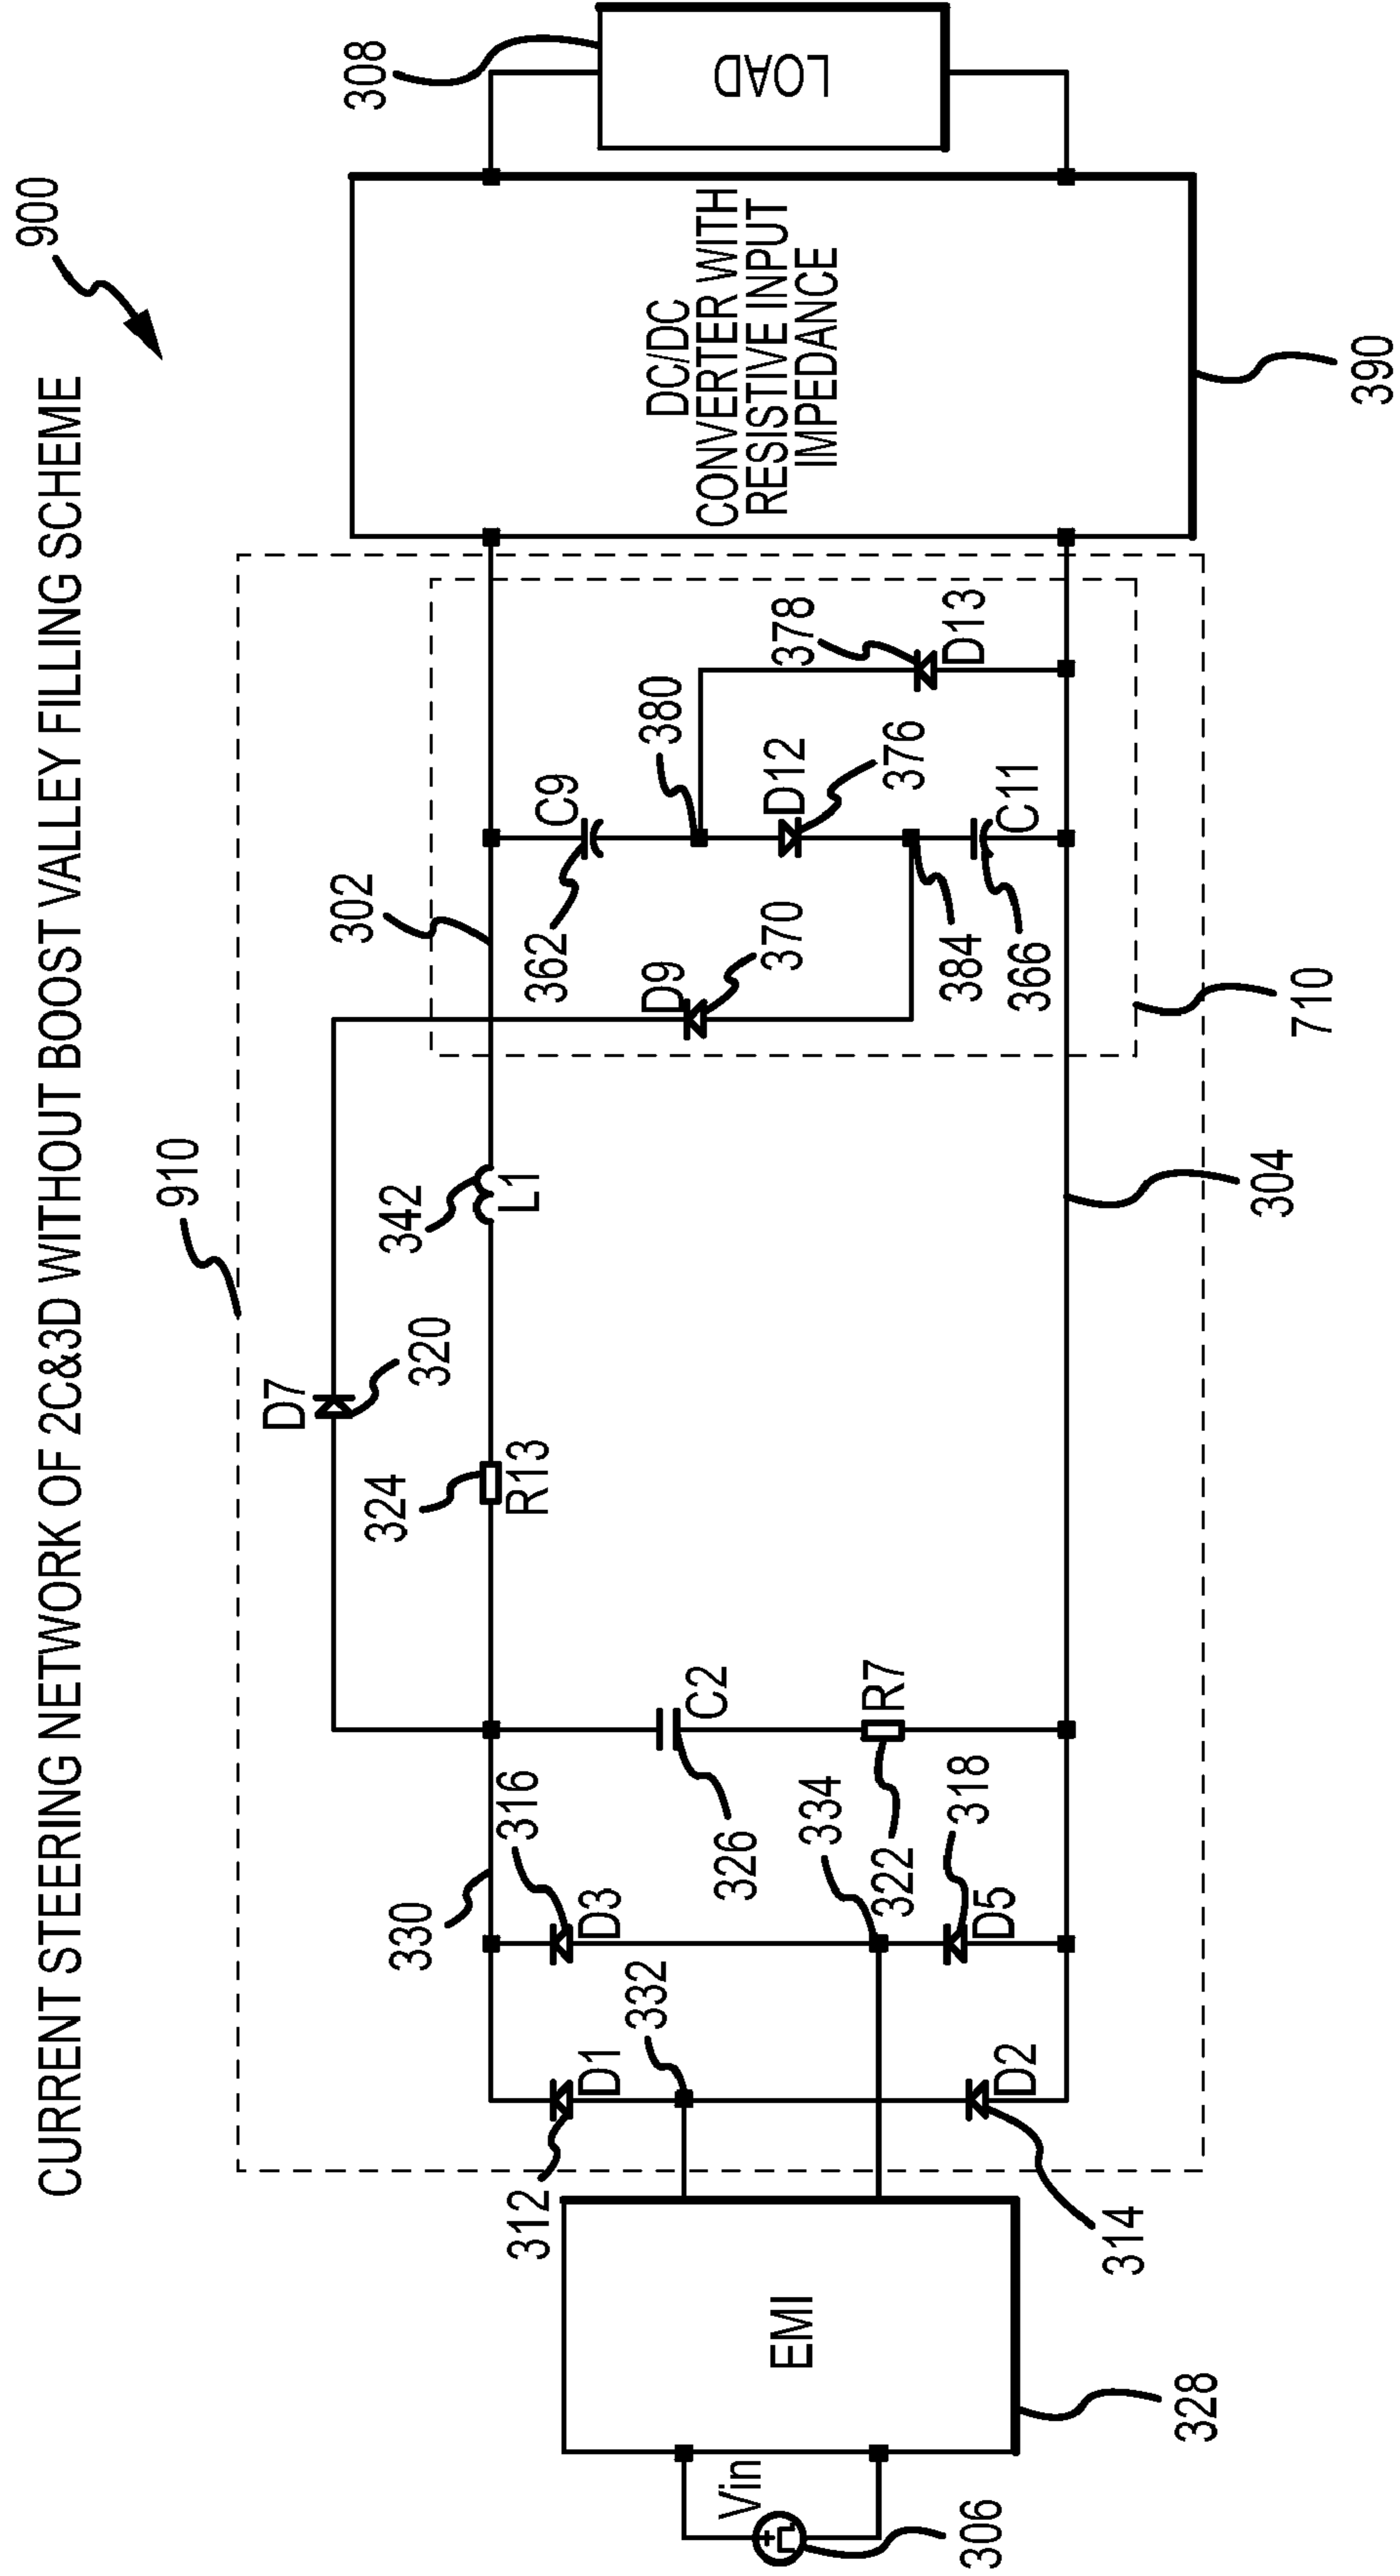 CURRENT STEERING NETWORK OF 2C&3D WITHOUT BOOST VALLEY FILLING SCHEME
900
910
D7
320
330
316
324
R13
342
L1
302
308
312
D1
332
D3
C2
326
334
322
R7
318
D5
D2
314
D9
370
362
C9
380
D12
376
378
D13
384
C11
366
710
304
Vin
306
EMI
328
DC/DC
CONVERTER WITH
RESISTIVE INPUT
IMPEDANCE
390
LOAD